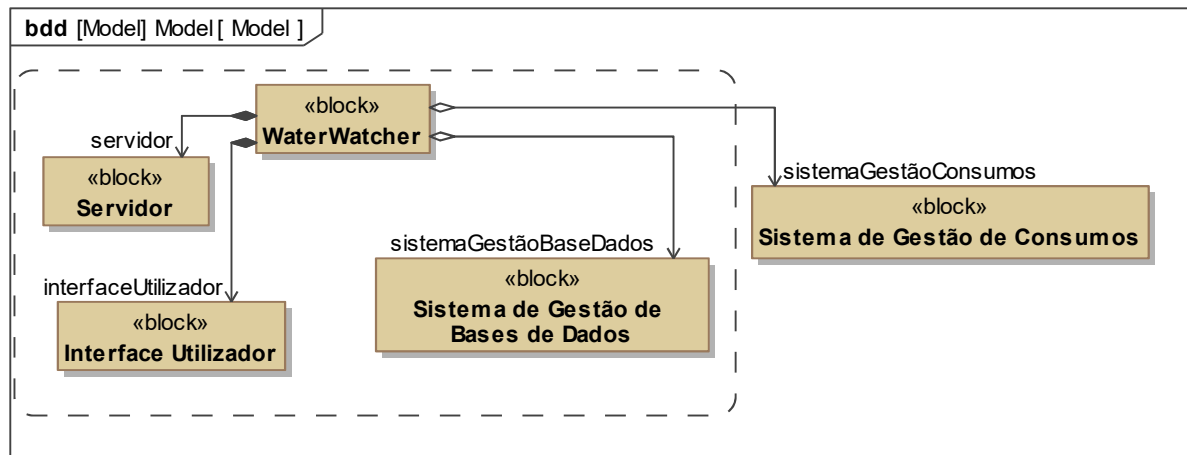 bdd [Model] Model [ Model ]
«block»
WaterWatcher
servidor
«block»
Servidor
sistemaGestãoConsumos
«block»
Sistema de Gestão de Consumos
sistemaGestãoBaseDados
«block»
Sistema de Gestão de
Bases de Dados
interfaceUtilizador
«block»
Interface Utilizador